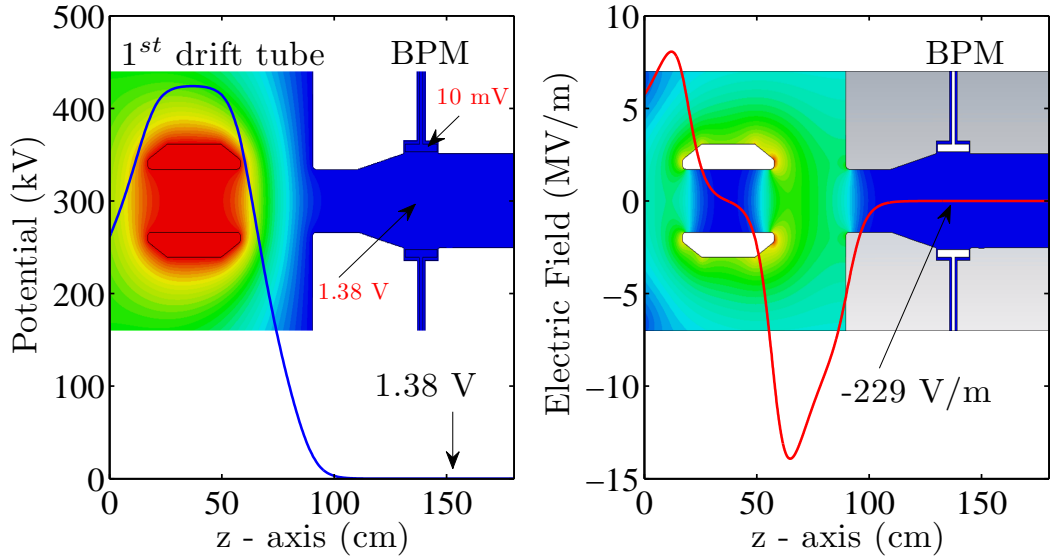 500
400
300
200
100
0
Potential (kV)
1st drift tube
BPM
10 mV
1.38 V
1.38 V
0
50
100
150
z - axis (cm)
10
5
0
−5
−10
−15
Electric Field (MV/m)
BPM
-229 V/m
0
50
100
150
z - axis (cm)